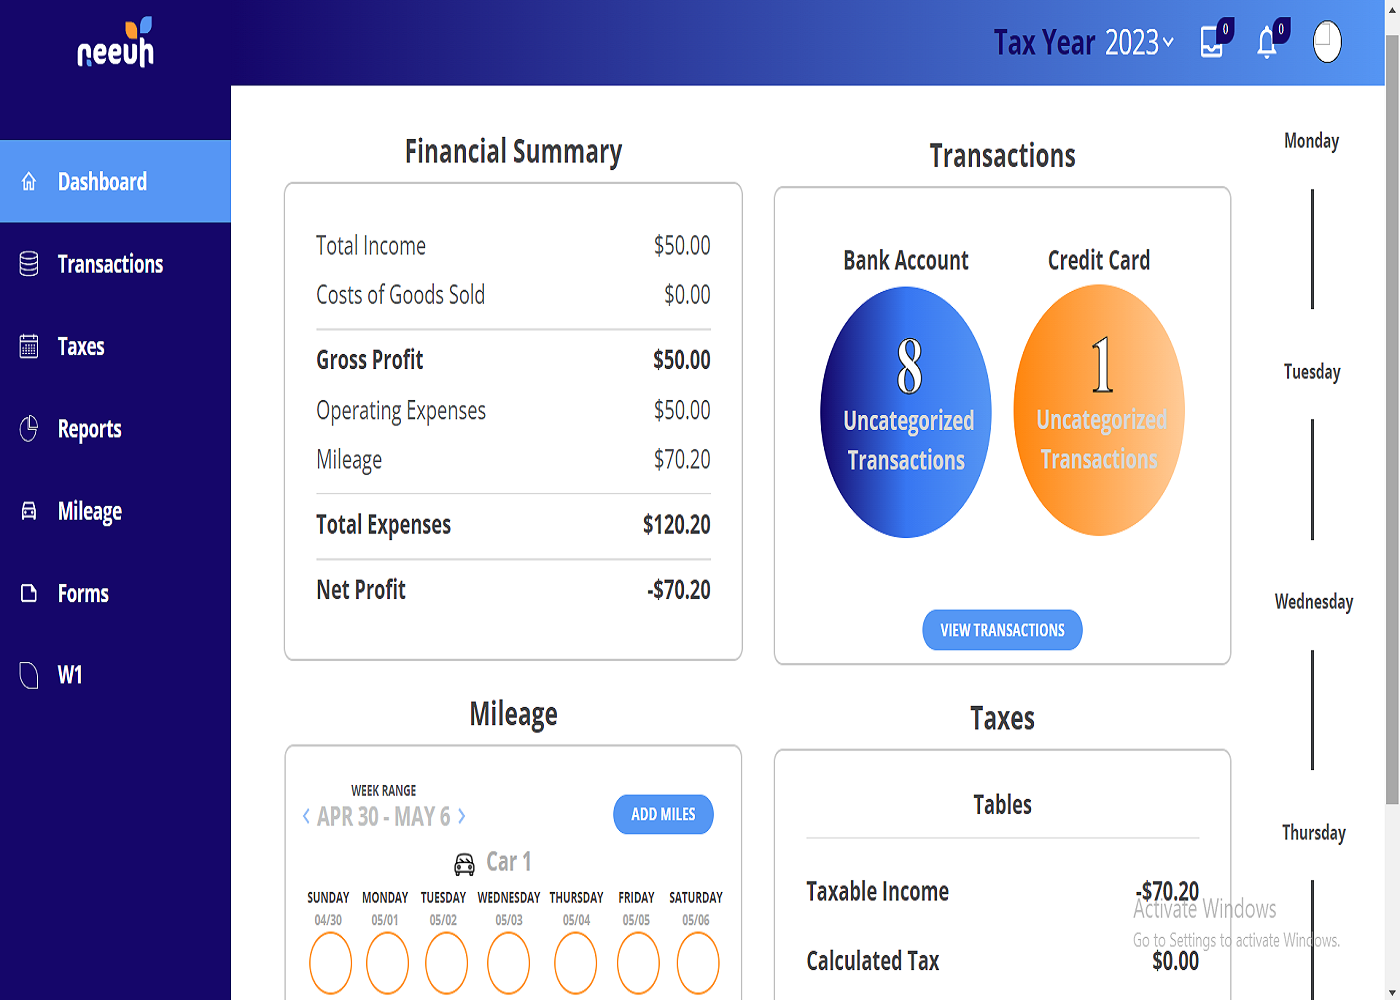 neeuh
Tax Year 2023
0
0
Dashboard
Transactions
Taxes
Reports
Mileage
Forms
W1
Financial Summary
Total Income $50.00
Costs of Goods Sold $0.00
Gross Profit $50.00
Operating Expenses $50.00
Mileage $70.20
Total Expenses $120.20
Net Profit -$70.20
Transactions
Bank Account
8
Uncategorized
Transactions
Credit Card
1
Uncategorized
Transactions
VIEW TRANSACTIONS
Mileage
WEEK RANGE
APR 30 - MAY 6
ADD MILES
Car 1
SUNDAY MONDAY TUESDAY WEDNESDAY THURSDAY FRIDAY SATURDAY
04/30 05/01 05/02 05/03 05/04 05/05 05/06
Taxes
Tables
Taxable Income -$70.20
Calculated Tax $0.00
Monday
Tuesday
Wednesday
Thursday
Activate Windows
Go to Settings to activate Windows.